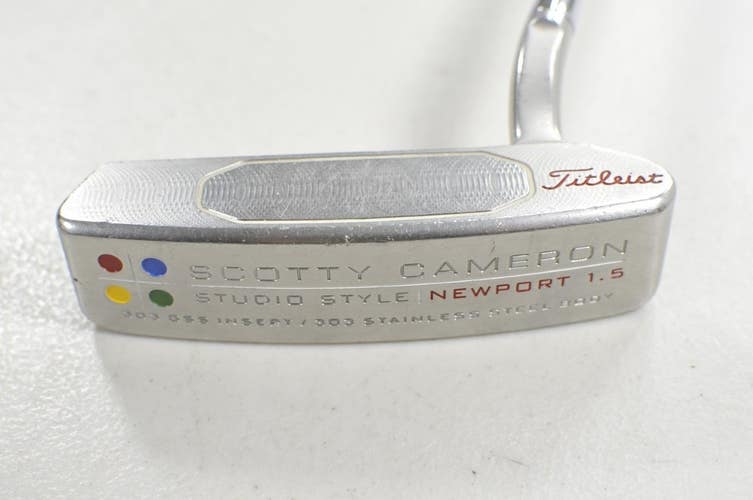 Titleist
SCOTTY CAMERON
STUDIO STYLE | NEWPORT 1.5
303 GSS INSERT / 303 STAINLESS STEEL BODY